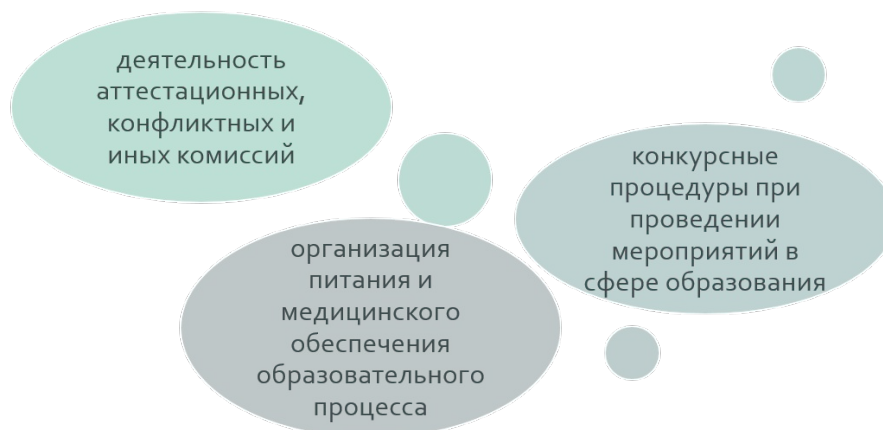 деятельность
аттестационных,
конфликтных и
иных комиссий
конкурсные
процедуры при
проведении
мероприятий в
сфере образования
организация
питания и
медицинского
обеспечения
образовательного
процесса